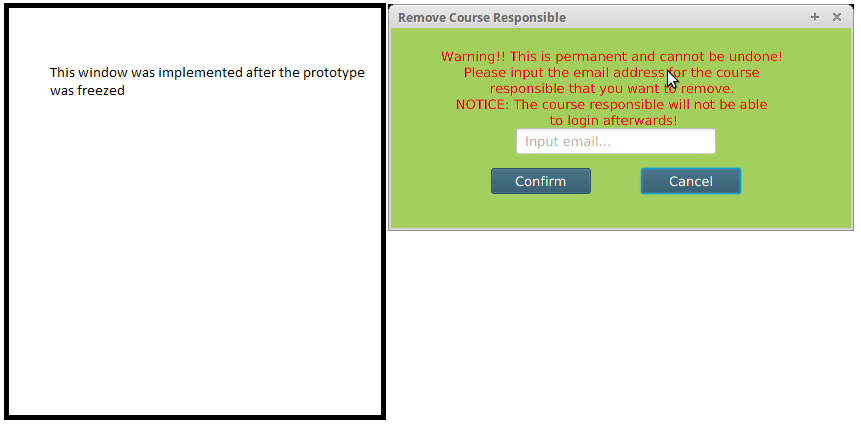 This window was implemented after the prototype
was freezed
Remove Course Responsible
Warning!! This is permanent and cannot be undone!
Please input the email address for the course
responsible that you want to remove.
NOTICE: The course responsible will not be able
to login afterwards!
Input email...
Confirm
Cancel